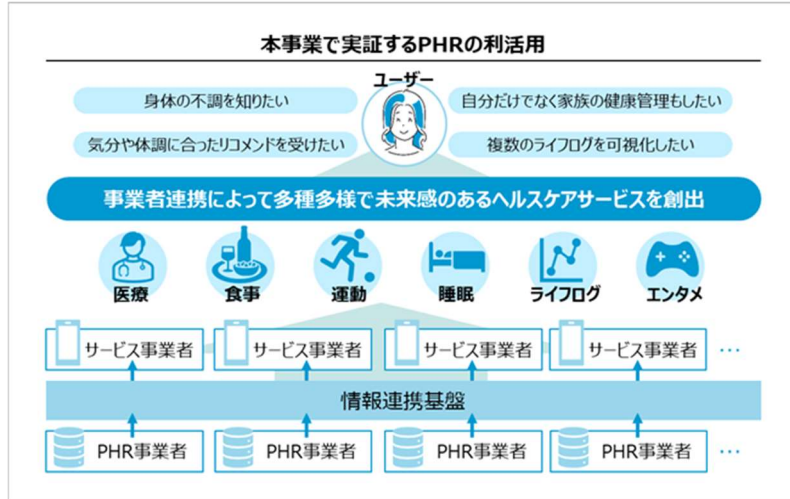 本事業で実証するPHRの利活用
ユーザー
身体の不調を知りたい
自分だけでなく家族の健康管理もしたい
気分や体調に合ったリコメンドを受けたい
複数のライフログを可視化したい
事業者連携によって多種多様で未来感のあるヘルスケアサービスを創出
医療
食事
運動
睡眠
ライフログ
エンタメ
サービス事業者
サービス事業者
サービス事業者
サービス事業者
…
情報連携基盤
PHR事業者
PHR事業者
PHR事業者
PHR事業者
…